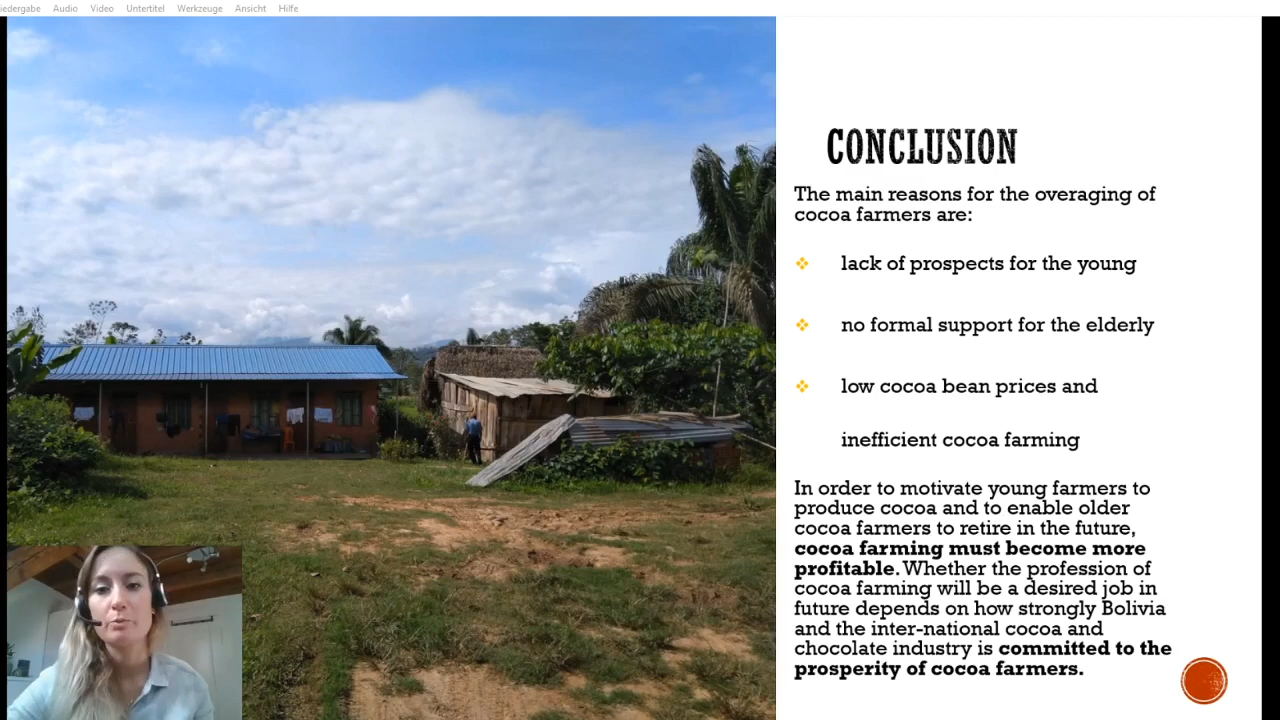 Audio Video Untertitel Werkzeuge Ansicht Hilfe
CONCLUSION
The main reasons for the overaging of
cocoa farmers are:
lack of prospects for the young
no formal support for the elderly
low cocoa bean prices and
inefficient cocoa farming
In order to motivate young farmers to
produce cocoa and to enable older
cocoa farmers to retire in the future,
cocoa farming must become more
profitable. Whether the profession of
cocoa farming will be a desired job in
future depends on how strongly Bolivia
and the inter-national cocoa and
chocolate industry is committed to the
prosperity of cocoa farmers.